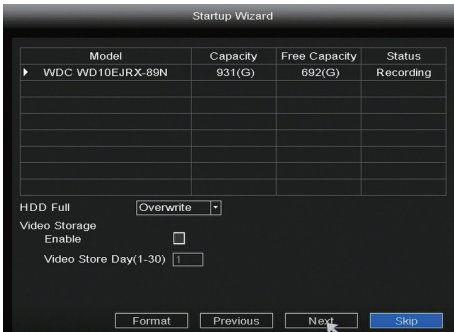 Startup Wizard
Model Capacity Free Capacity Status
WDC WD10EJRX-89N 931(G) 692(G) Recording
HDD Full Overwrite
Video Storage
Enable
Video Store Day(1-30) 1
Format Previous Next Skip